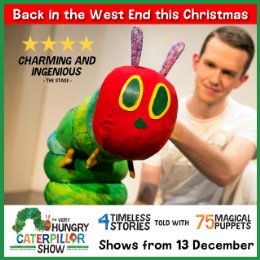 Back in the West End this Christmas
CHARMING AND
INGENIOUS
- THE STAGE -
THE VERY
HUNGRY
CATERPILLAR
SHOW
4 TIMELESS STORIES TOLD WITH 75 MAGICAL PUPPETS
Shows from 13 December